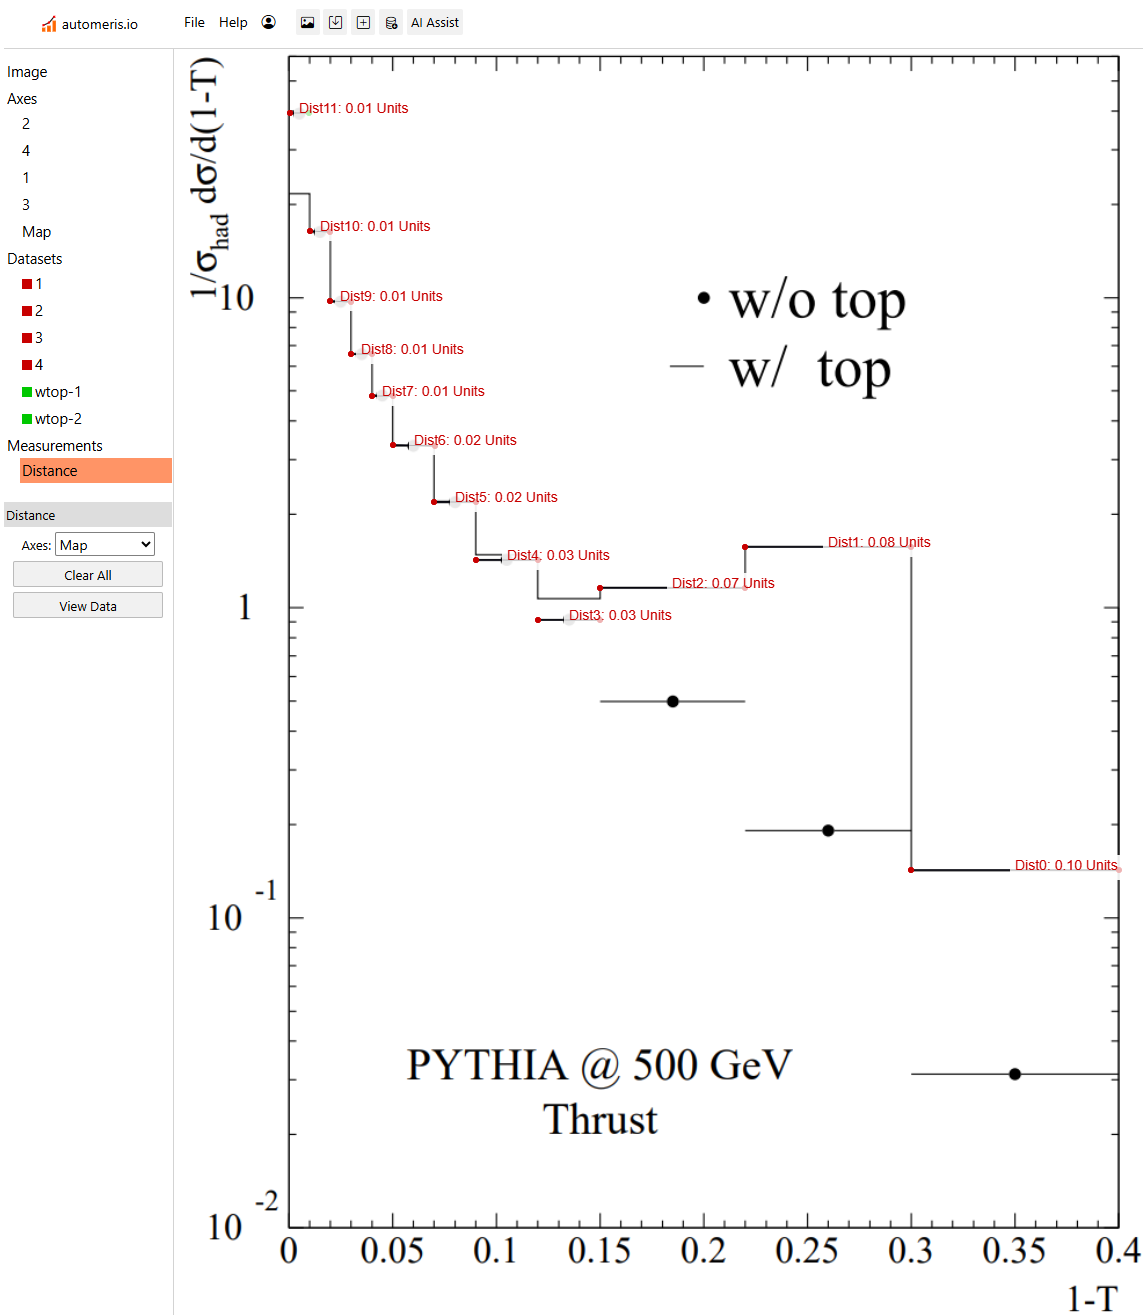 automeris.io
File Help AI Assist
Image
Axes
2
4
1
3
Map
Datasets
1
2
3
4
wtop-1
wtop-2
Measurements
Distance
Distance
Axes: Map
Clear All
View Data
1/σhad dσ/d(1-T)
Dist11: 0.01 Units
Dist10: 0.01 Units
Dist9: 0.01 Units
Dist8: 0.01 Units
Dist7: 0.01 Units
Dist6: 0.02 Units
Dist5: 0.02 Units
Dist4: 0.03 Units
Dist3: 0.03 Units
Dist2: 0.07 Units
Dist1: 0.08 Units
Dist0: 0.10 Units
w/o top
w/ top
10
1
10 -1
10 -2
PYTHIA @ 500 GeV
Thrust
0 0.05 0.1 0.15 0.2 0.25 0.3 0.35 0.4
1-T